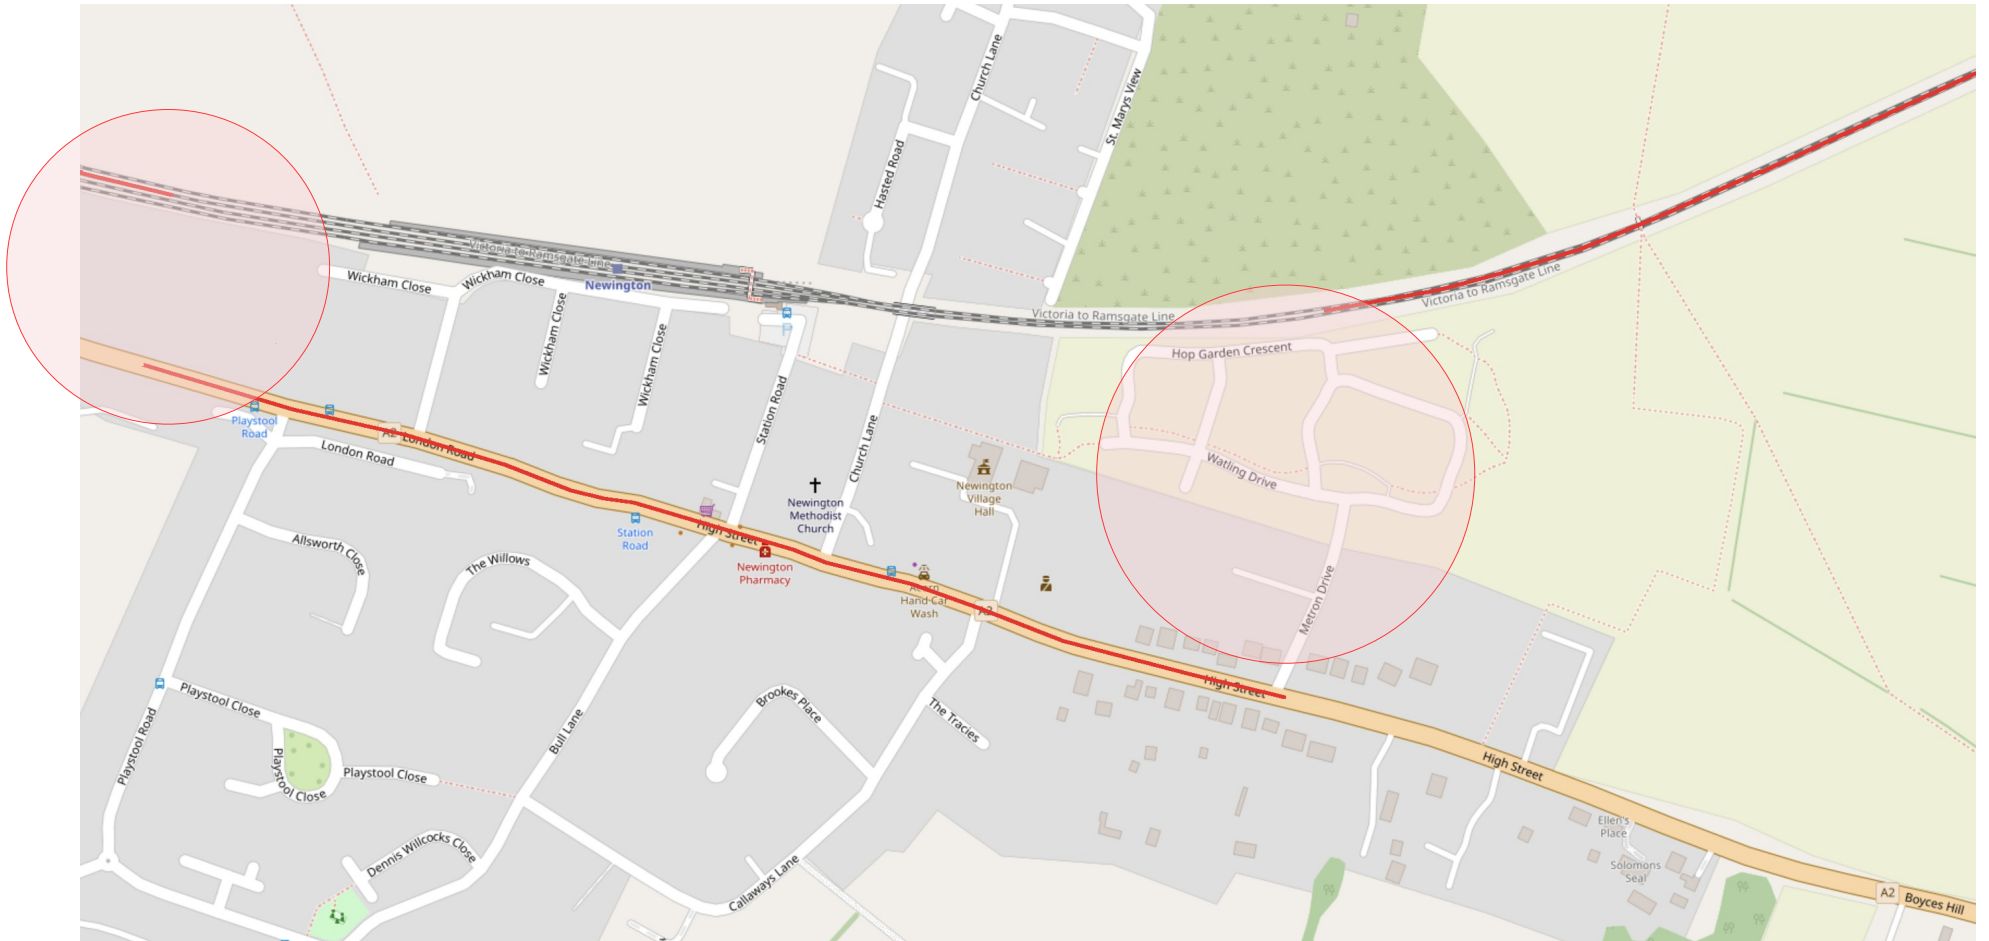 Church Lane
St. Marys View
Hasted Road
Victoria to Ramsgate Line
Newington
Wickham Close
Wickham Close
Wickham Close
Wickham Close
Victoria to Ramsgate Line
Victoria to Ramsgate Line
Hop Garden Crescent
Station Road
Church Lane
Playstool
Road
A2
London Road
London Road
Watling Drive
Newington
Village
Hall
Newington
Methodist
Church
Station
Road
High Street
Newington
Pharmacy
Acorn
Hand Car
Wash
A2
Allsworth Close
The Willows
Metron Drive
High Street
Playstool Close
Playstool Road
Playstool Close
Playstool Close
Close
Bull Lane
Brookes Place
The Tracies
High Street
Dennis Willcocks Close
Callaways Lane
Ellen's
Place
Solomons
Seal
A2
Boyces Hill